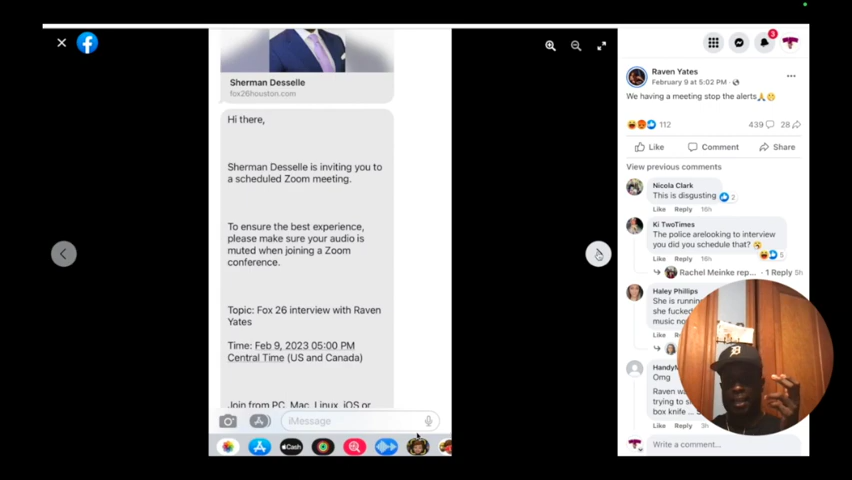 Sherman Desselle
fox26houston.com
Hi there,
Sherman Desselle is inviting you
to a scheduled Zoom meeting.
To ensure the best experience,
please make sure your audio is
muted when joining a Zoom
conference.
Topic: Fox 26 interview with Raven
Yates
Time: Feb 9, 2023 05:00 PM
Central Time (US and Canada)
Join from PC, Mac, Linux, iOS or
iMessage
Cash
3
Raven Yates
February 9 at 5:02 PM
We having a meeting stop the alerts
112
439
28
Like
Comment
Share
View previous comments
Nicola Clark
This is disgusting
2
Like Reply 16h
Ki TwoTimes
The police arelooking to interview
you did you schedule that?
5
Like Reply 16h
Rachel Meinke rep... · 1 Reply 5h
Haley Phillips
She is runnin
she fucked
music no
Like
Handy
Omg
Raven wa
trying to s
box knife ...
Like Reply 3h
Write a comment...